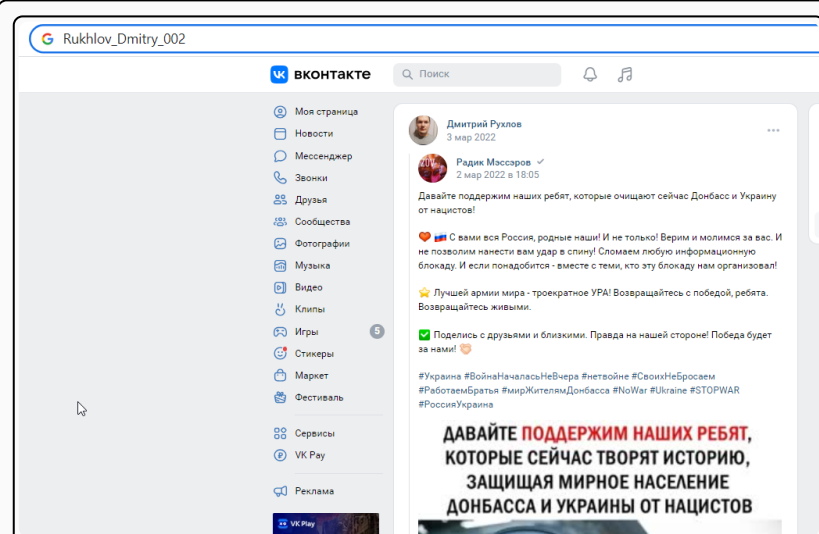 Rukhlov_Dmitry_002
вконтакте
Поиск
Моя страница
Новости
Мессенджер
Звонки
Друзья
Сообщества
Фотографии
Музыка
Видео
Клипы
Игры 5
Стикеры
Маркет
Фестиваль
Сервисы
VK Pay
Реклама
VK Play
Дмитрий Рухлов
3 мар 2022
Радик Массэров
2 мар 2022 в 18:05
Давайте поддержим наших ребят, которые очищают сейчас Донбасс и Украину
от нацистов!
❤️ 🇷🇺 С вами вся Россия, родные наши! И не только! Верим и молимся за вас. И
не позволим нанести вам удар в спину! Сломаем любую информационную
блокаду. И если понадобится - вместе с теми, кто эту блокаду нам организовал!
⭐ Лучшей армии мира - троекратное УРА! Возвращайтесь с победой, ребята.
Возвращайтесь живыми.
✅ Поделись с друзьями и близкими. Правда на нашей стороне! Победа будет
за нами! 🤝
#Украина #ВойнаНачаласьНеВчера #нетвойне #СвоихНеБросаем
#РаботаемБратья #мирЖителямДонбасса #NoWar #Ukraine #STOPWAR
#РоссияУкраина
ДАВАЙТЕ ПОДДЕРЖИМ НАШИХ РЕБЯТ,
КОТОРЫЕ СЕЙЧАС ТВОРЯТ ИСТОРИЮ,
ЗАЩИЩАЯ МИРНОЕ НАСЕЛЕНИЕ
ДОНБАССА И УКРАИНЫ ОТ НАЦИСТОВ